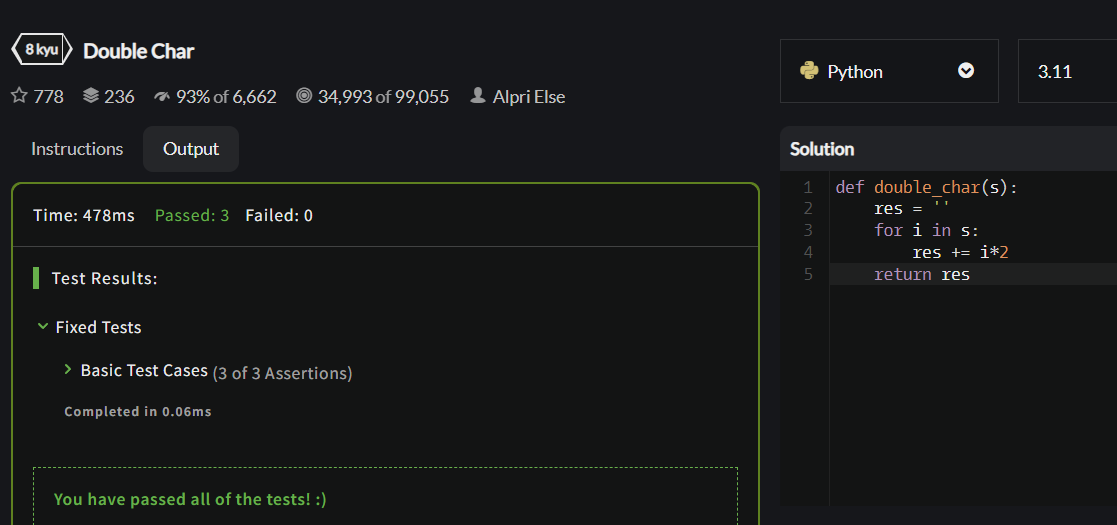 8 kyu Double Char
778 236 93% of 6,662 34,993 of 99,055 Alpri Else
Instructions Output
Time: 478ms Passed: 3 Failed: 0
Test Results:
Fixed Tests
Basic Test Cases (3 of 3 Assertions)
Completed in 0.06ms
You have passed all of the tests! :)
Python 3.11
Solution
1 def double_char(s):
2     res = ''
3     for i in s:
4         res += i*2
5     return res